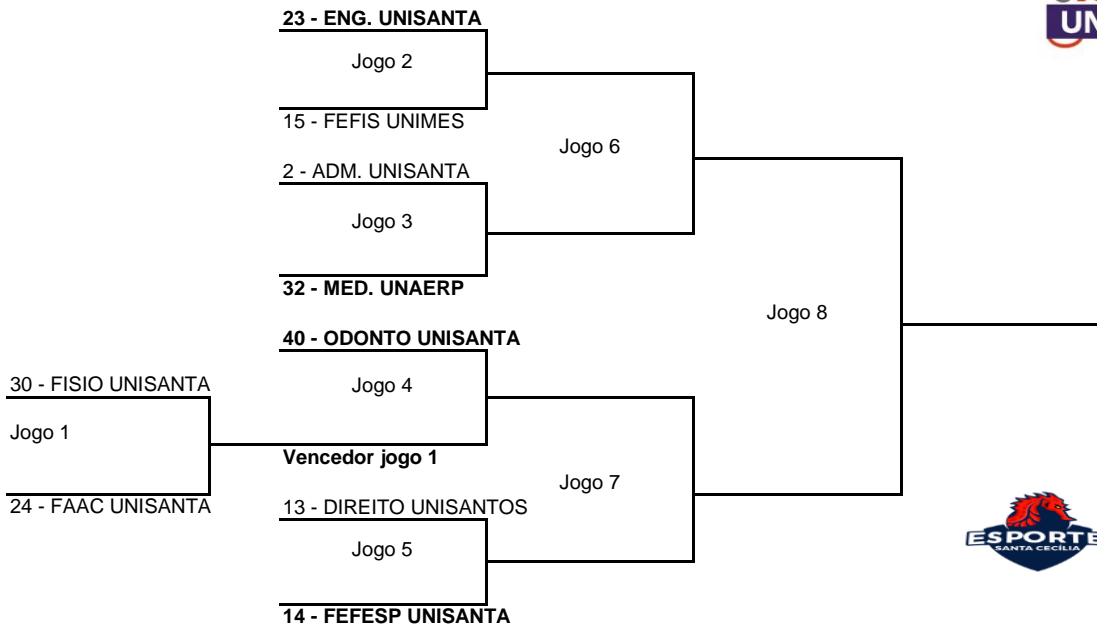 23 - ENG. UNISANTA
Jogo 2
15 - FEFIS UNIMES
Jogo 6
2 - ADM. UNISANTA
Jogo 3
32 - MED. UNAERP
Jogo 8
40 - ODONTO UNISANTA
30 - FISIO UNISANTA
Jogo 4
Jogo 1
Vencedor jogo 1
Jogo 7
24 - FAAC UNISANTA
13 - DIREITO UNISANTOS
Jogo 5
14 - FEFESP UNISANTA
UN
ESPORTE
SANTA CECÍLIA